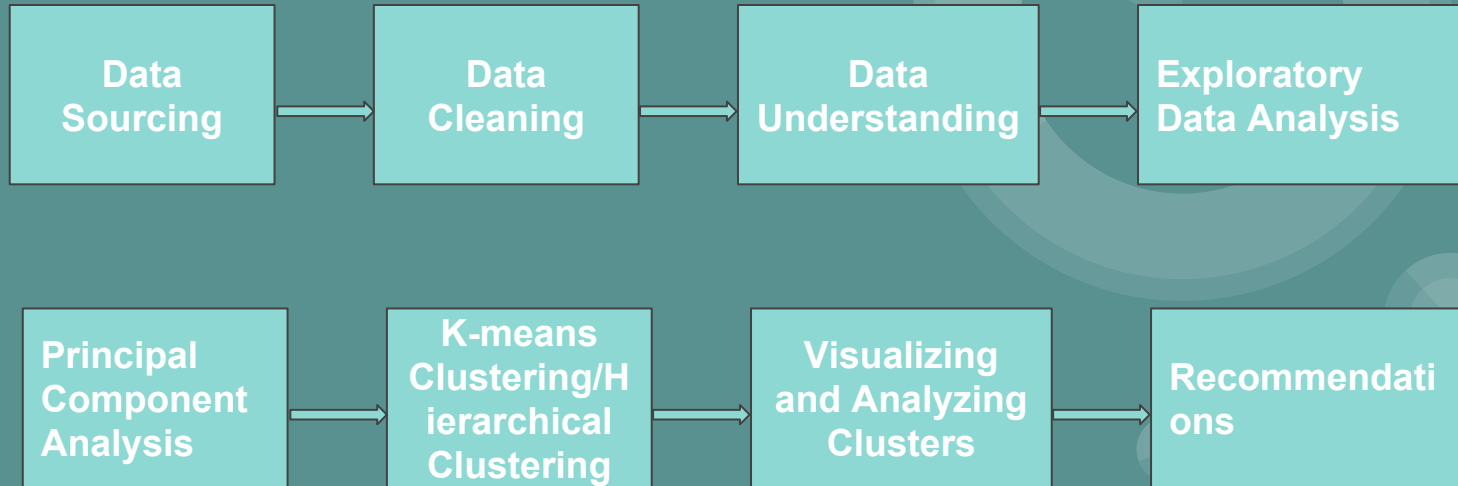 Data
Sourcing
Data
Cleaning
Data
Understanding
Exploratory
Data Analysis
Principal
Component
Analysis
K-means
Clustering/H
ierarchical
Clustering
Visualizing
and Analyzing
Clusters
Recommendati
ons